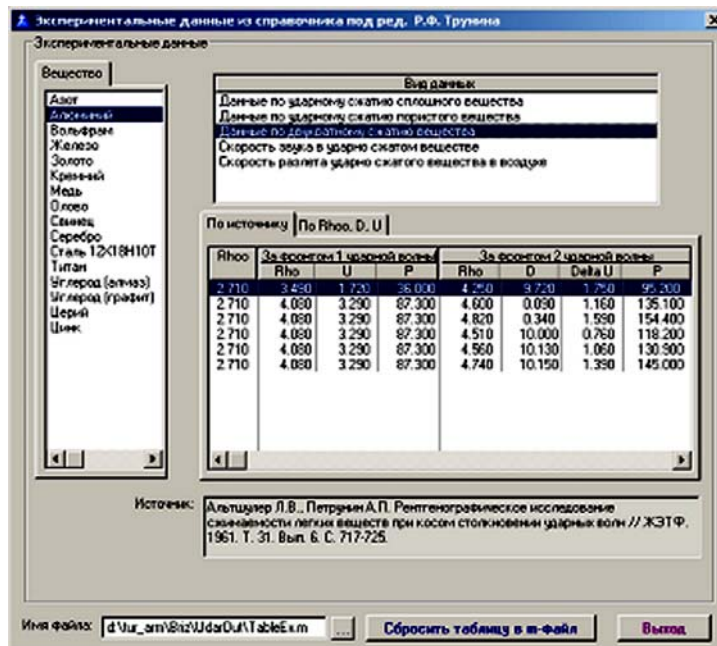 Экспериментальные данные из справочника под ред. Р.Ф. Трунина
Экспериментальные данные
Вещество
Азот
Алюминий
Вольфрам
Железо
Золото
Кремний
Медь
Олово
Свинец
Серебро
Сталь 12Х18Н10Т
Титан
Углерод (алмаз)
Углерод (графит)
Церий
Цинк
Вид данных
Данные по ударному сжатию сплошного вещества
Данные по ударному сжатию пористого вещества
Данные по двукратному сжатию вещества
Скорость звука в ударно сжатом веществе
Скорость разлета ударно сжатого вещества в воздухе
По источнику По Rhoo, D, U
Rhoo За фронтом 1 ударной волны За фронтом 2 ударной волны
Rho U P Rho D Delta U P
2.710 3.490 1.720 36.000 4.250 9.720 1.750 95.200
2.710 4.080 3.290 87.300 4.600 0.090 1.160 135.100
2.710 4.080 3.290 87.300 4.820 0.340 1.590 154.400
2.710 4.080 3.290 87.300 4.510 10.000 0.760 118.200
2.710 4.080 3.290 87.300 4.560 10.130 1.060 130.900
2.710 4.080 3.290 87.300 4.740 10.150 1.390 145.000
Источник: Альтшулер Л.В., Петрунин А.П. Рентгенографическое исследование
сжимаемости легких веществ при косом столкновении ударных волн // ЖЭТФ,
1961. Т. 31. Вып. 6. С. 717-725.
Имя файла: d:\tur_arm\Briz\UdarOut\TableEx.m ... Сбросить таблицу в m-файл Выход